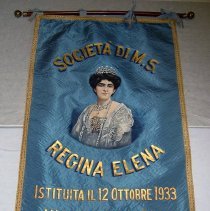 SOCIETA DI M.S.
REGINA ELENA
ISTITUITA IL 12 OTTOBRE 1933